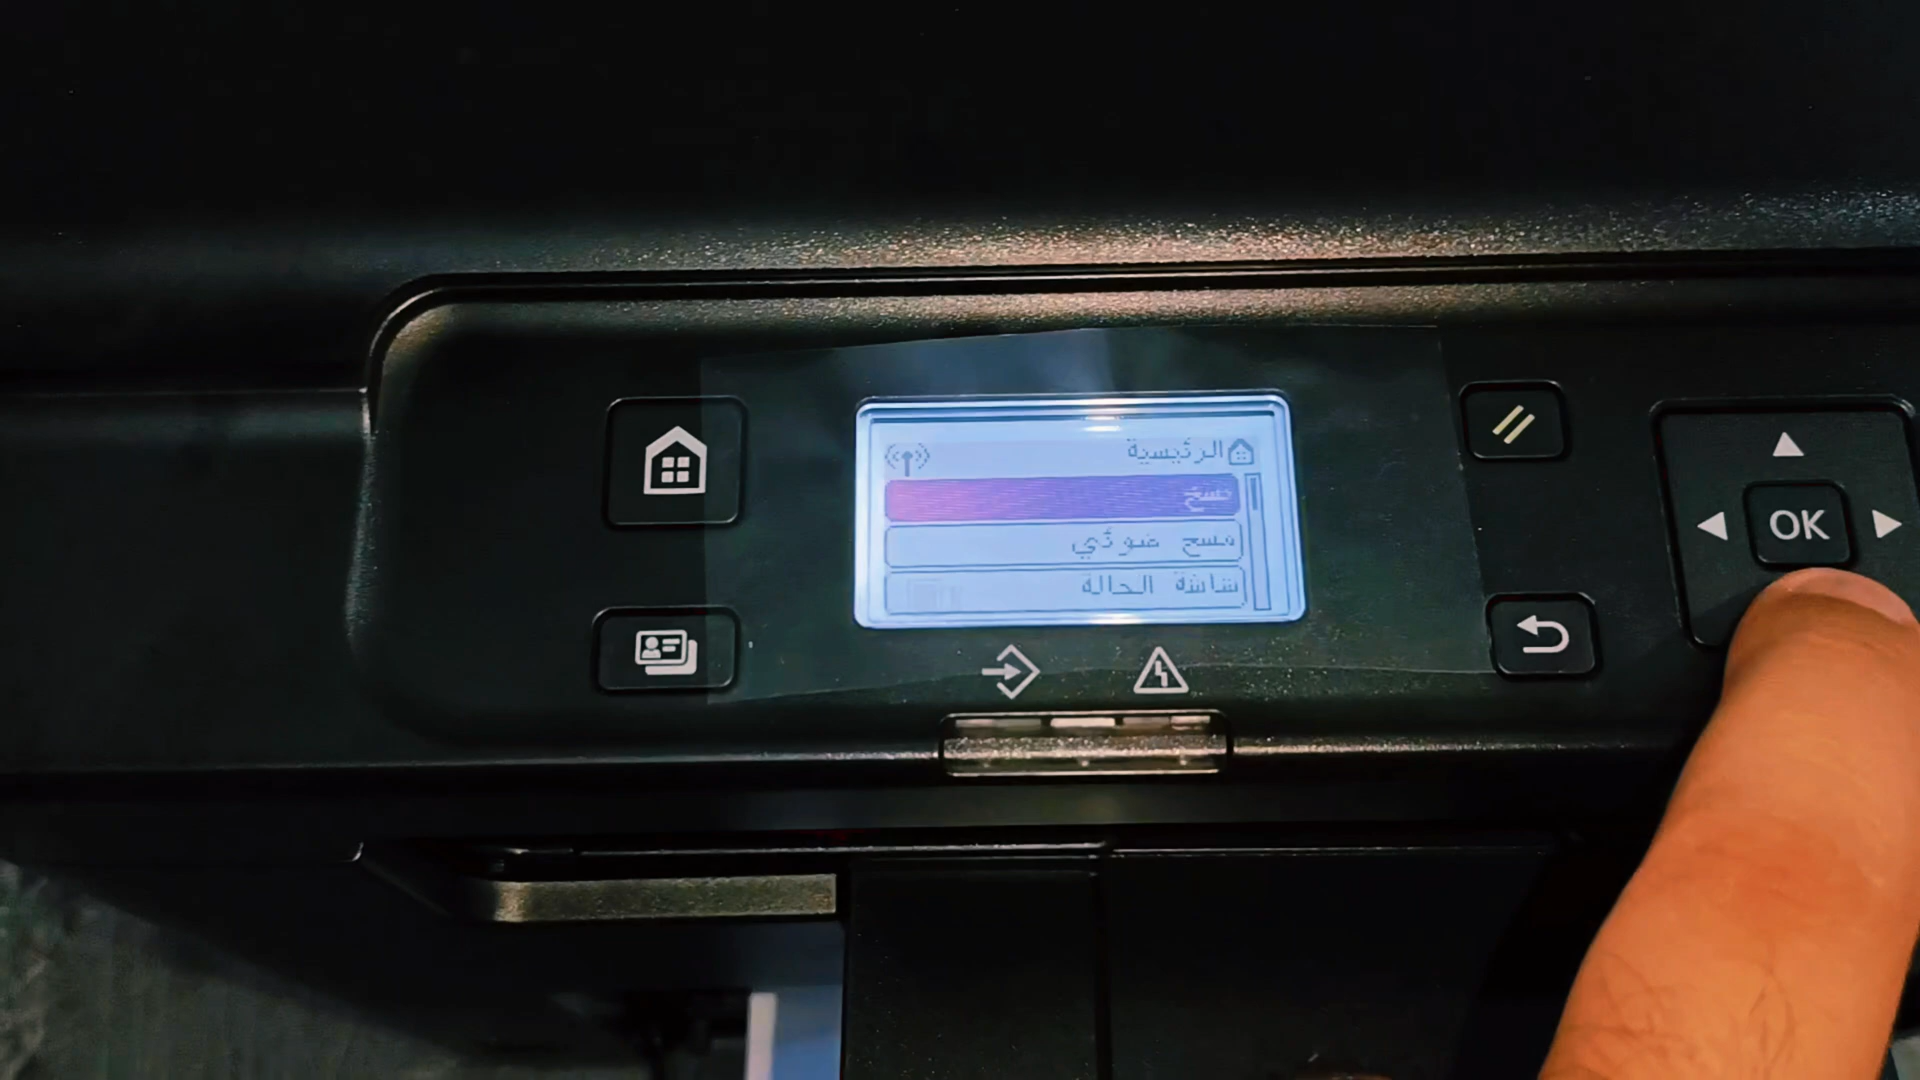 الرئيسية
نسخ
مسح ضوئي
شاشة الحالة
OK